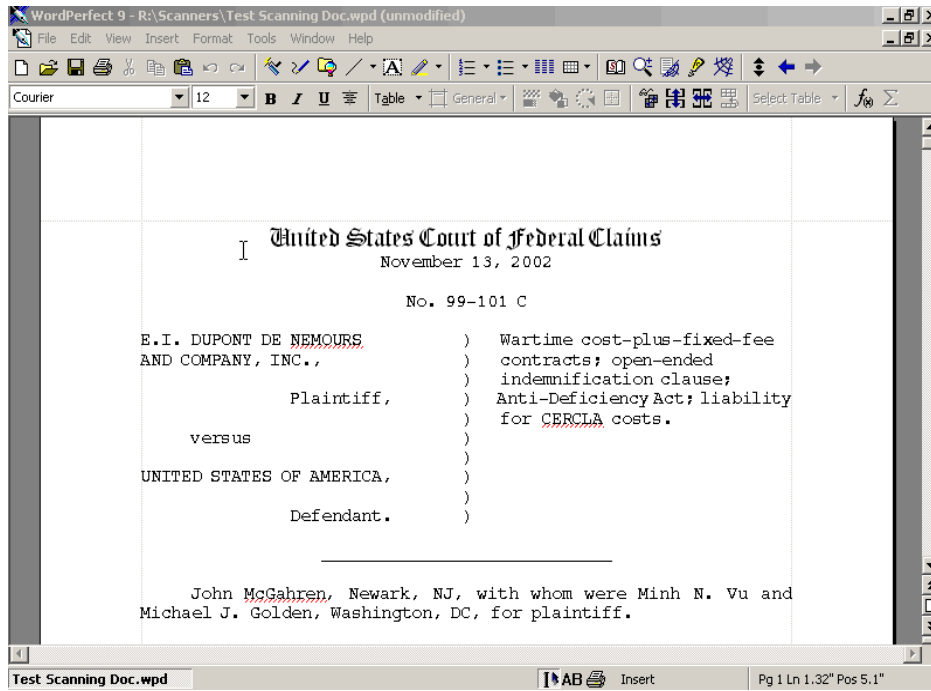 WordPerfect 9 - R:\Scanners\Test Scanning Doc.wpd (unmodified)
File Edit View Insert Format Tools Window Help
Courier 12 B I U Table General Select Table f(x) Σ
United States Court of Federal Claims
November 13, 2002
No. 99-101 C
E.I. DUPONT DE NEMOURS ) Wartime cost-plus-fixed-fee
AND COMPANY, INC., ) contracts; open-ended
) indemnification clause;
Plaintiff, ) Anti-Deficiency Act; liability
) for CERCLA costs.
versus )
)
UNITED STATES OF AMERICA, )
)
Defendant. )
John McGahren, Newark, NJ, with whom were Minh N. Vu and
Michael J. Golden, Washington, DC, for plaintiff.
Test Scanning Doc.wpd AB Insert Pg 1 Ln 1.32" Pos 5.1"